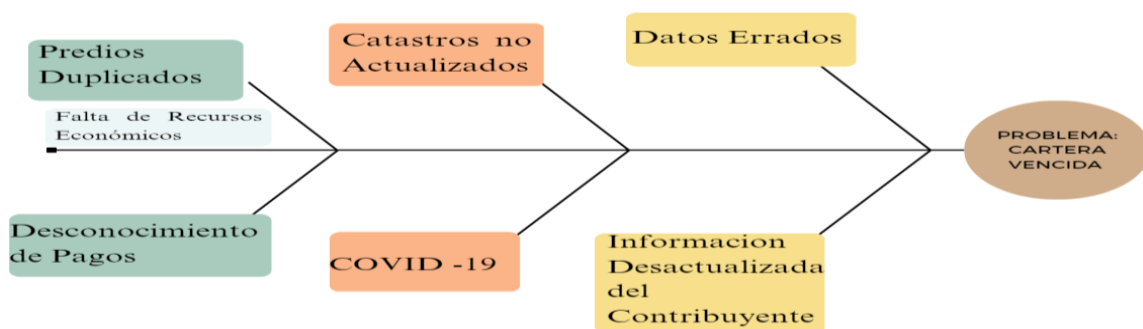 Predios
Duplicados
Catastros no
Actualizados
Datos Errados
Falta de Recursos
Económicos
PROBLEMA:
CARTERA
VENCIDA
Desconocimiento
de Pagos
COVID -19
Informacion
Desactualizada
del
Contribuyente